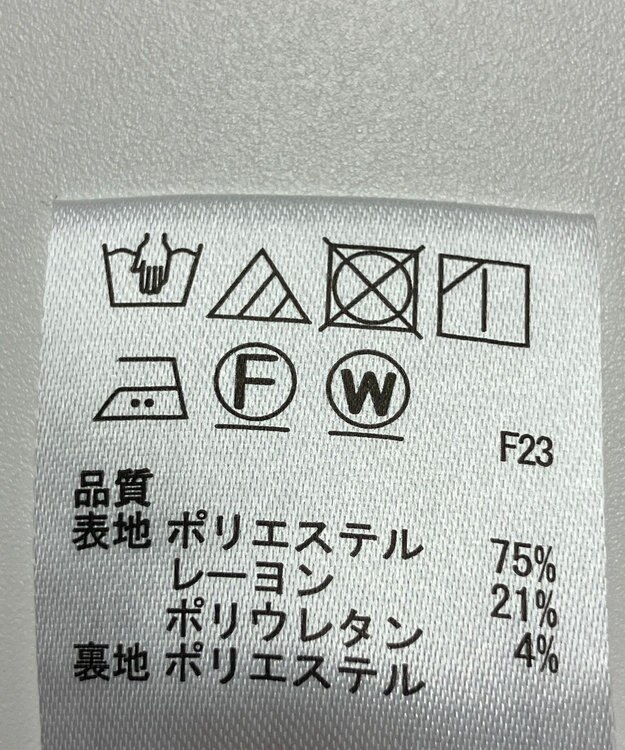 F W
F23
品質
表地 ポリエステル 75%
レーヨン 21%
ポリウレタン 4%
裏地 ポリエステル